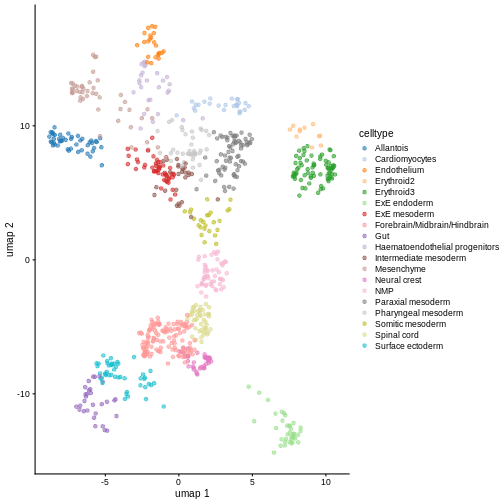 celltype
Allantois
Cardiomyocytes
Endothelium
Erythroid2
Erythroid3
ExE endoderm
ExE mesoderm
Forebrain/Midbrain/Hindbrain
Gut
Haematoendothelial progenitors
Intermediate mesoderm
Mesenchyme
Neural crest
NMP
Paraxial mesoderm
Pharyngeal mesoderm
Somitic mesoderm
Spinal cord
Surface ectoderm
umap 2
10
0
-10
-5
0
5
10
umap 1